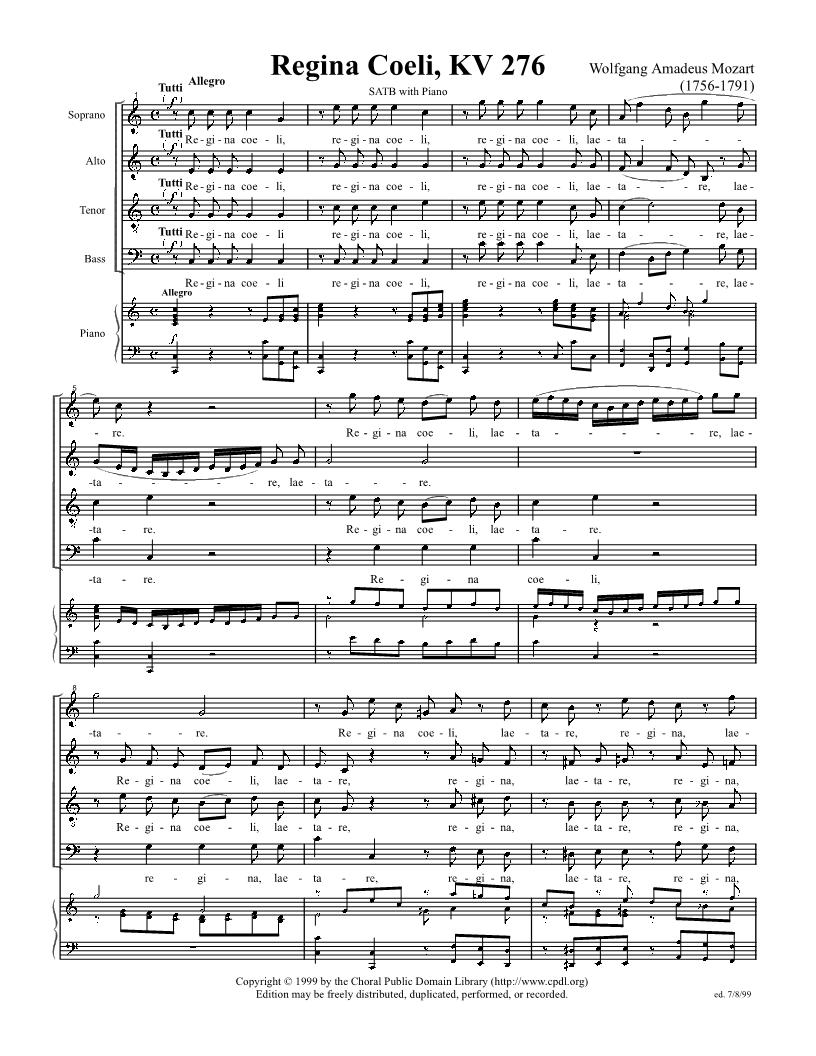 Regina Coeli, KV 276
Wolfgang Amadeus Mozart
(1756-1791)
SATB with Piano
Tutti Allegro
1
Soprano
Re - gi - na coe - li, re - gi - na coe - li, re - gi - na coe - li, lae - ta - -
Tutti
Alto
Re - gi - na coe - li, re - gi - na coe - li, re - gi - na coe - li, lae - ta - - re, lae-
Tutti
Tenor
Re - gi - na coe - li, re - gi - na coe - li, re - gi - na coe - li, lae - ta - - re, lae-
Tutti
Bass
Re - gi - na coe - li re - gi - na coe - li, re - gi - na coe - li, lae - ta - - re, lae-
Allegro
Piano
5
- re. Re - gi - na coe - li, lae - ta - - re, lae-
-ta - - re, lae - ta - - re.
-ta - - re. Re - gi - na coe - li, lae - ta - re.
-ta - - re. Re - gi - na coe - li,
8
-ta - - re. Re - gi - na coe - li, lae - ta - re, lae-
Re - gi - na coe - li, lae - ta - re, re - gi - na, lae - ta - re, re - gi - na,
Re - gi - na coe - li, lae - ta - re, re - gi - na, lae - ta - re, re - gi - na,
re - gi - na, lae - ta - re, re - gi - na, lae - ta - re, re - gi - na,
Copyright © 1999 by the Choral Public Domain Library (http://www.cpdl.org)
Edition may be freely distributed, duplicated, performed, or recorded.
ed. 7/8/99